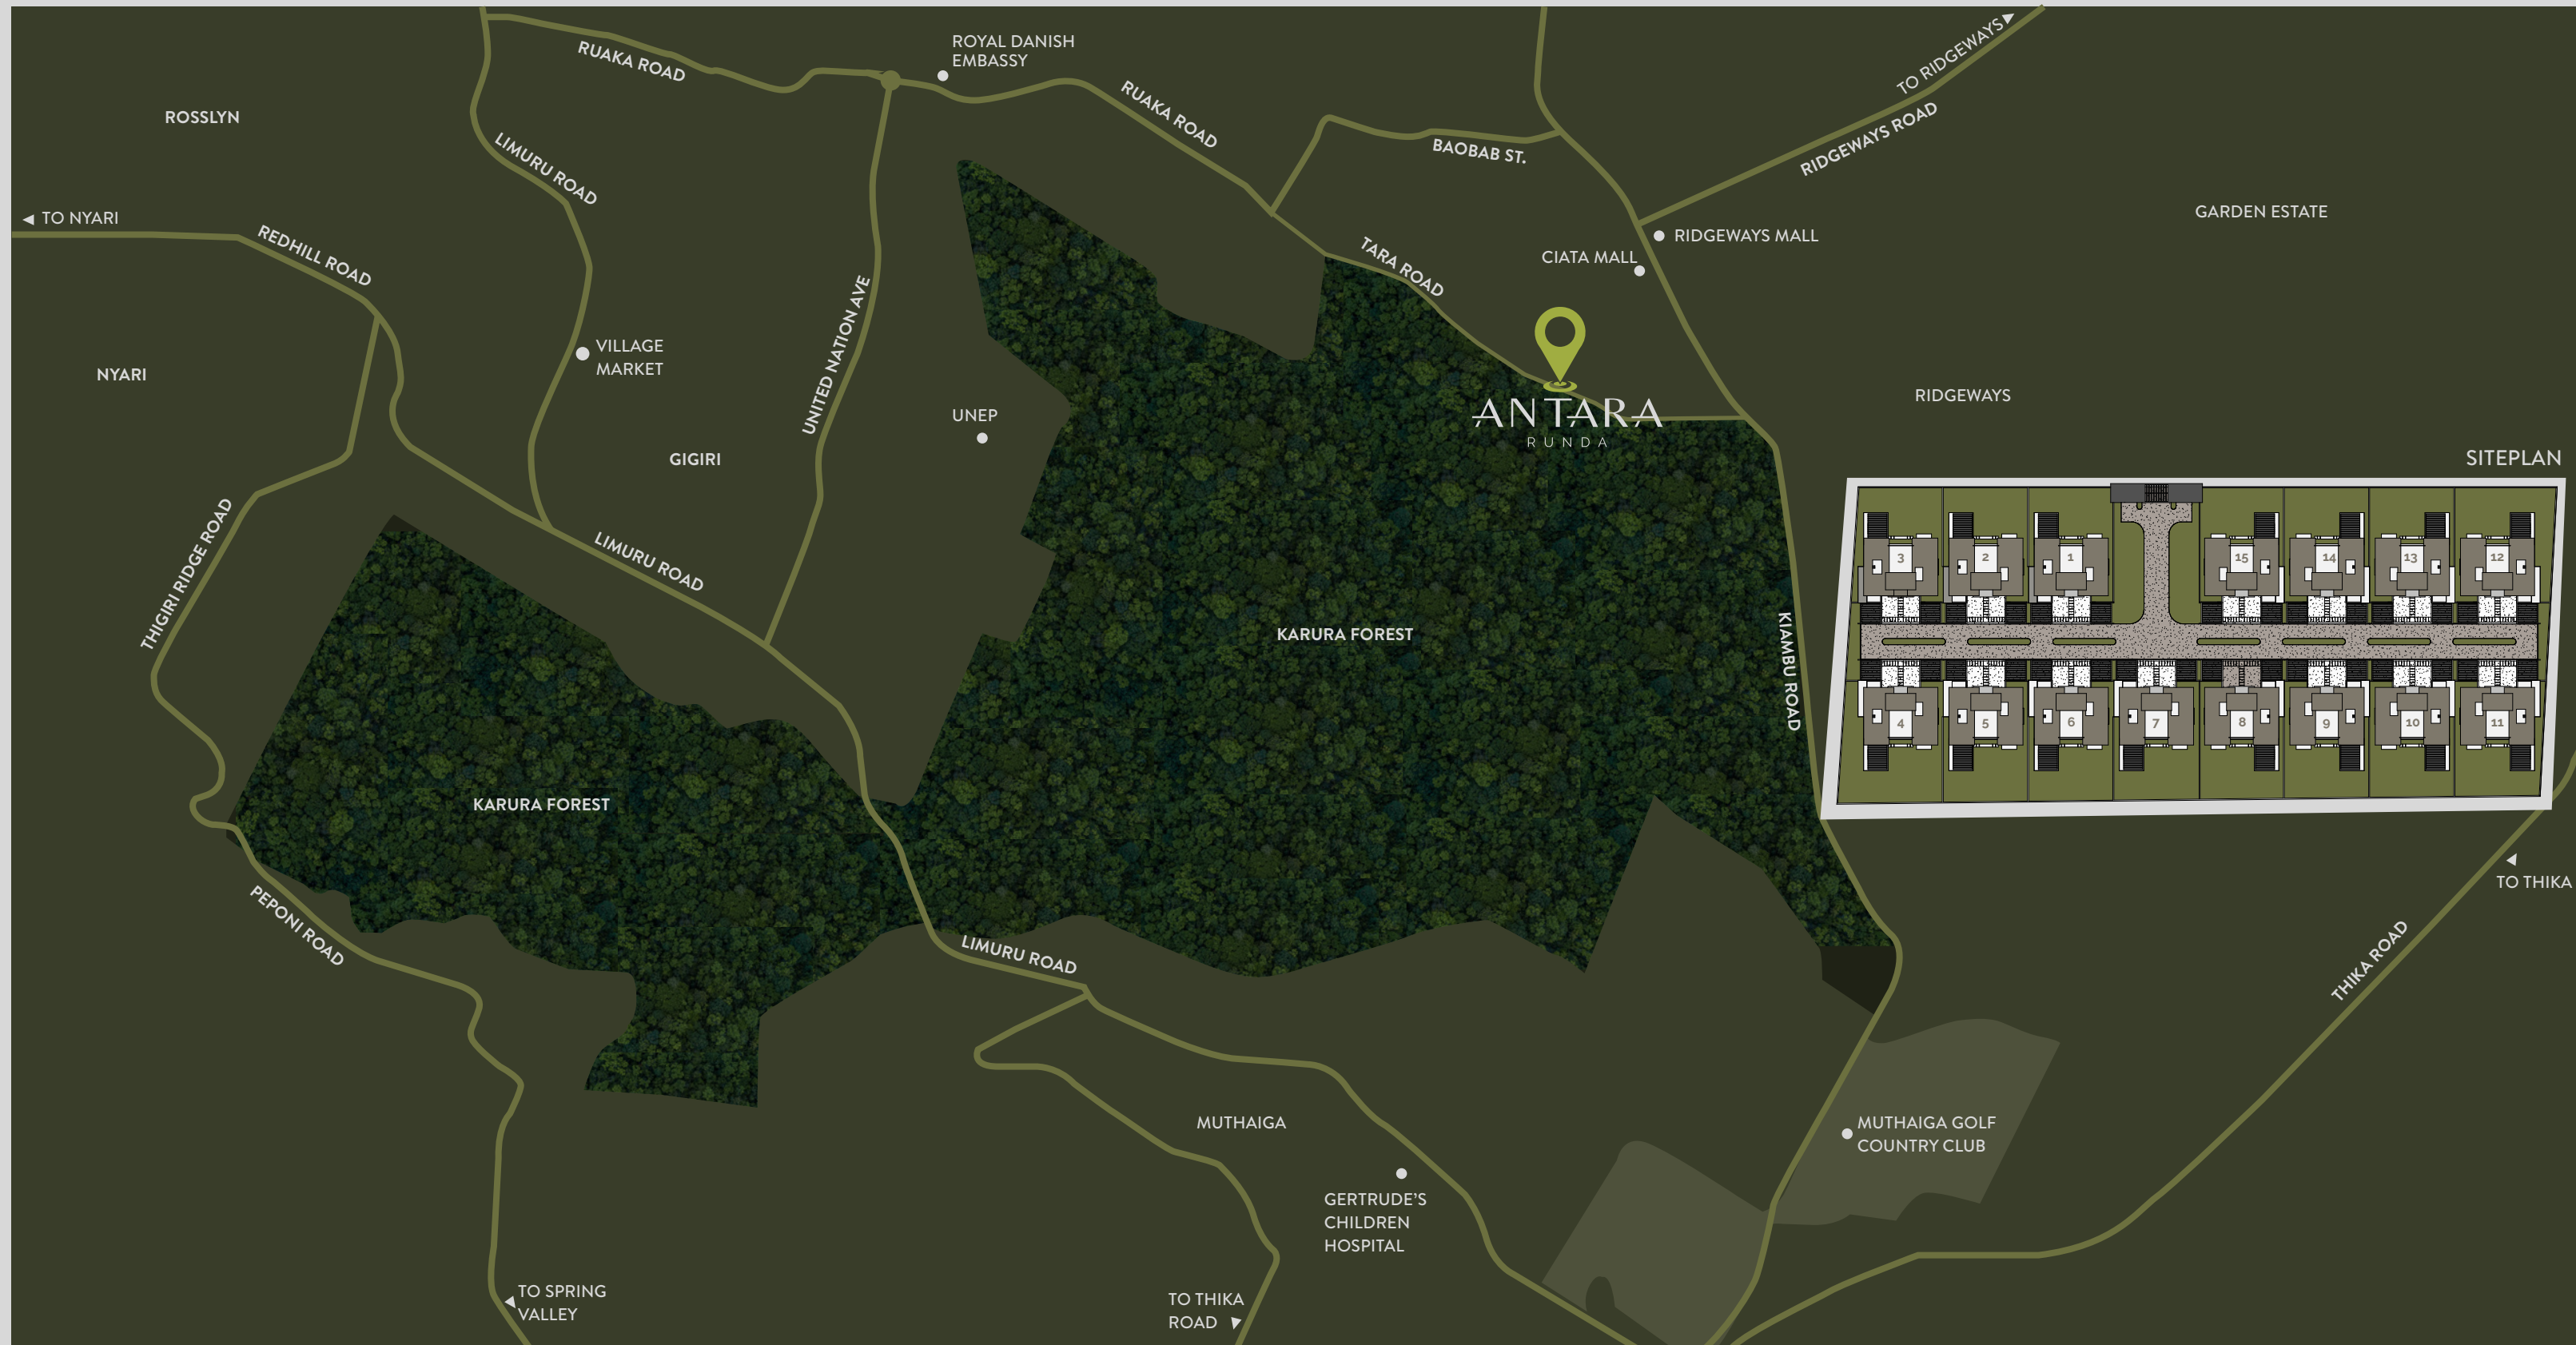 ROYAL DANISH
EMBASSY
RUAKA ROAD
TO RIDGEWAYS
RUAKA ROAD
ROSSLYN
LIMURU ROAD
BAOBAB ST.
RIDGEWAYS ROAD
TO NYARI
REDHILL ROAD
GARDEN ESTATE
RIDGEWAYS MALL
CIATA MALL
TARA ROAD
VILLAGE
MARKET
UNITED NATION AVE
NYARI
RIDGEWAYS
ANTARA
RUNDA
UNEP
GIGIRI
SITEPLAN
3
2
1
15
14
13
12
4
5
6
7
8
9
10
11
THIGIRI RIDGE ROAD
LIMURU ROAD
KARURA FOREST
KIAMBU ROAD
KARURA FOREST
TO THIKA
PEPONI ROAD
LIMURU ROAD
THIKA ROAD
MUTHAIGA
MUTHAIGA GOLF
COUNTRY CLUB
GERTRUDE'S
CHILDREN
HOSPITAL
TO SPRING
VALLEY
TO THIKA
ROAD